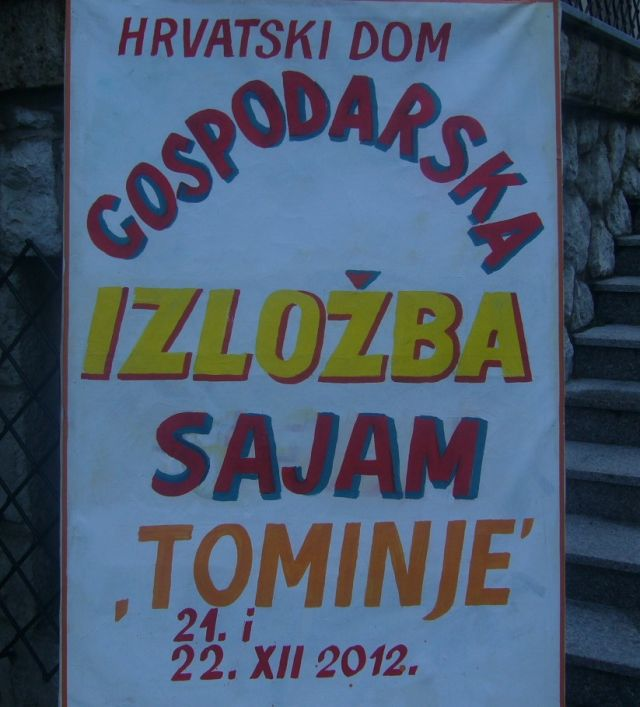 HRVATSKI DOM
GOSPODARSKA
IZLOŽBA
SAJAM
‚TOMINJE’
21. i
22. XII 2012.